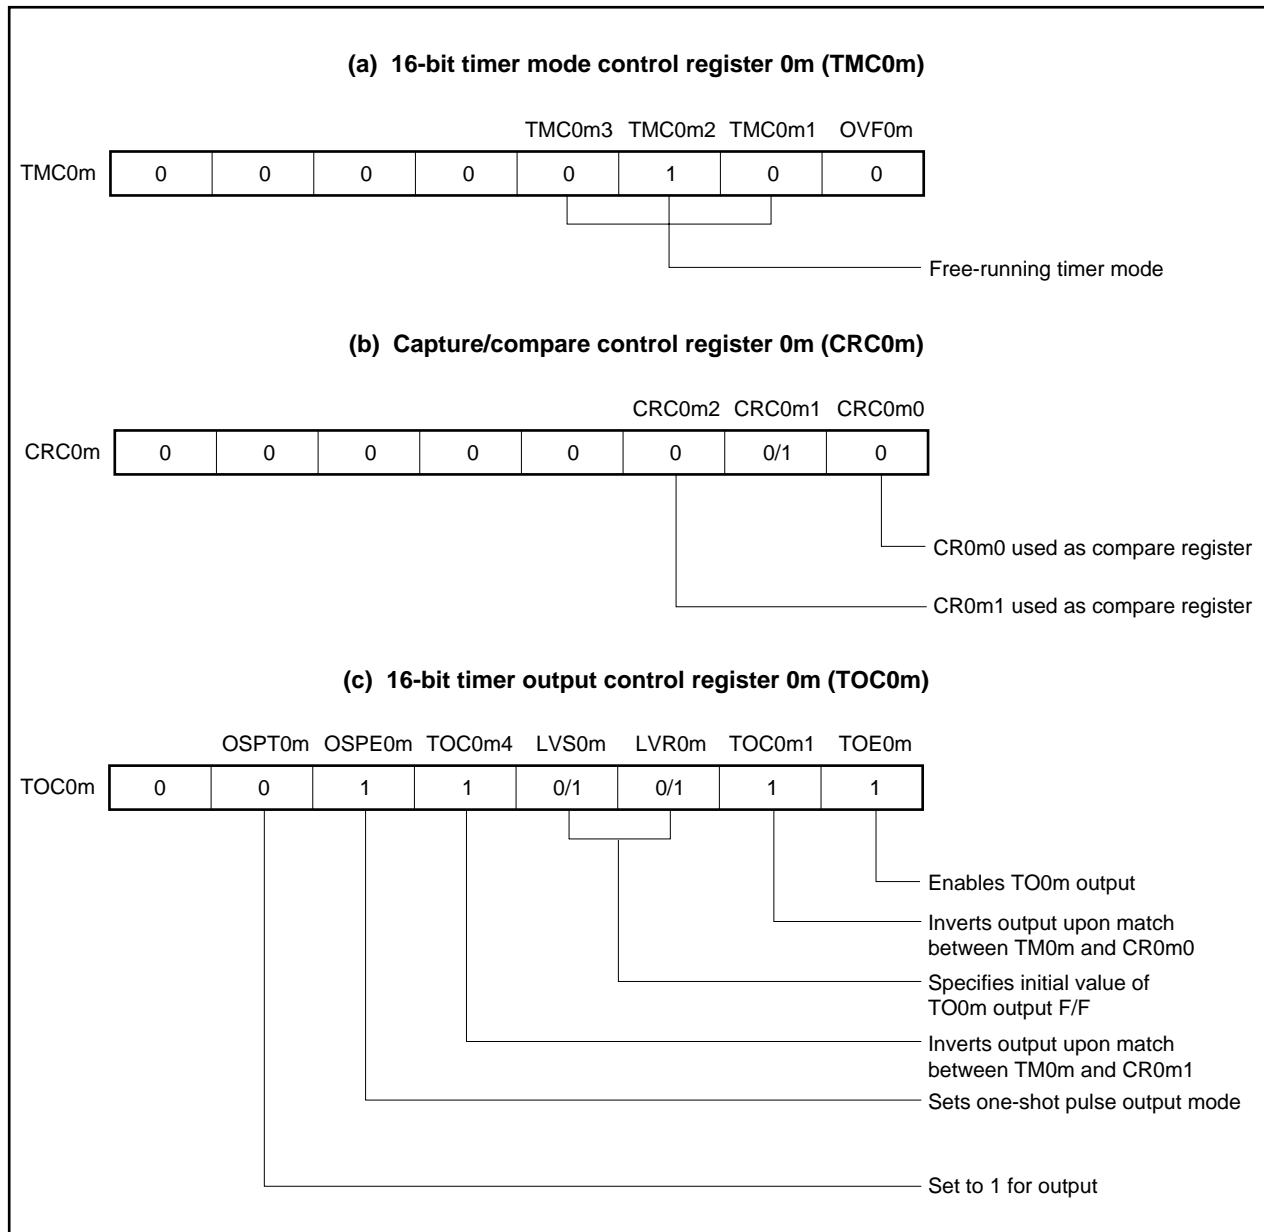 (a) 16-bit timer mode control register 0m (TMC0m)
TMC0m3 TMC0m2 TMC0m1 OVF0m
TMC0m 0 0 0 0 0 1 0 0
Free-running timer mode
(b) Capture/compare control register 0m (CRC0m)
CRC0m2 CRC0m1 CRC0m0
CRC0m 0 0 0 0 0 0 0/1 0
CR0m0 used as compare register
CR0m1 used as compare register
(c) 16-bit timer output control register 0m (TOC0m)
OSPT0m OSPE0m TOC0m4 LVS0m LVR0m TOC0m1 TOE0m
TOC0m 0 0 1 1 0/1 0/1 1 1
Enables TO0m output
Inverts output upon match
between TM0m and CR0m0
Specifies initial value of
TO0m output F/F
Inverts output upon match
between TM0m and CR0m1
Sets one-shot pulse output mode
Set to 1 for output